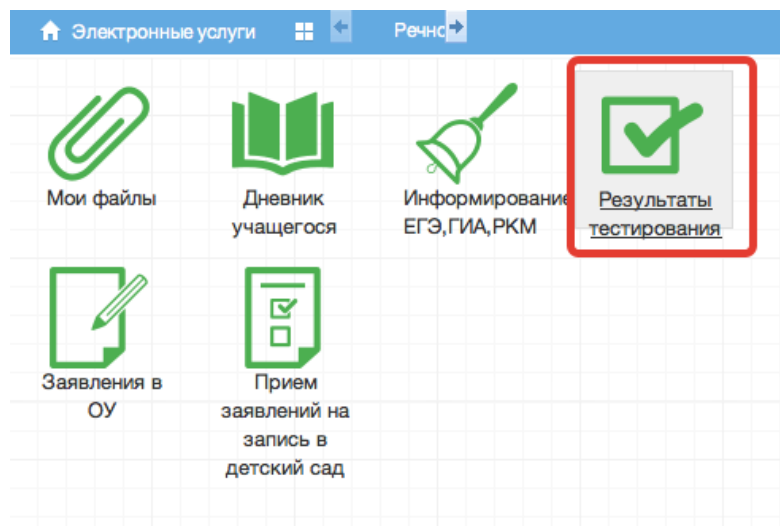 Электронные услуги
Речно
Мои файлы
Дневник
учащегося
Информирование
ЕГЭ,ГИА,РКМ
Результаты
тестирования
Заявления в
ОУ
Прием
заявлений на
запись в
детский сад